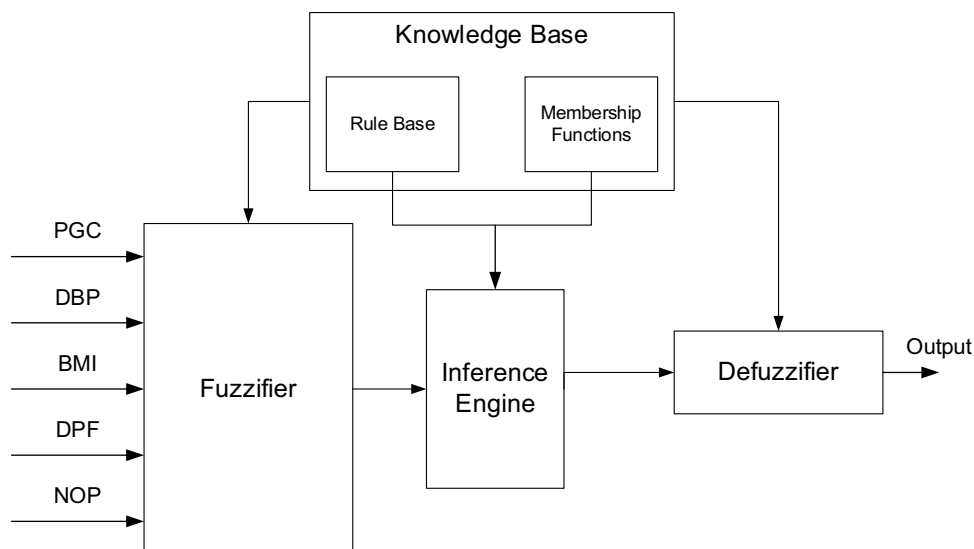 Knowledge Base
Rule Base
Membership
Functions
PGC
DBP
BMI
DPF
NOP
Fuzzifier
Inference
Engine
Defuzzifier
Output